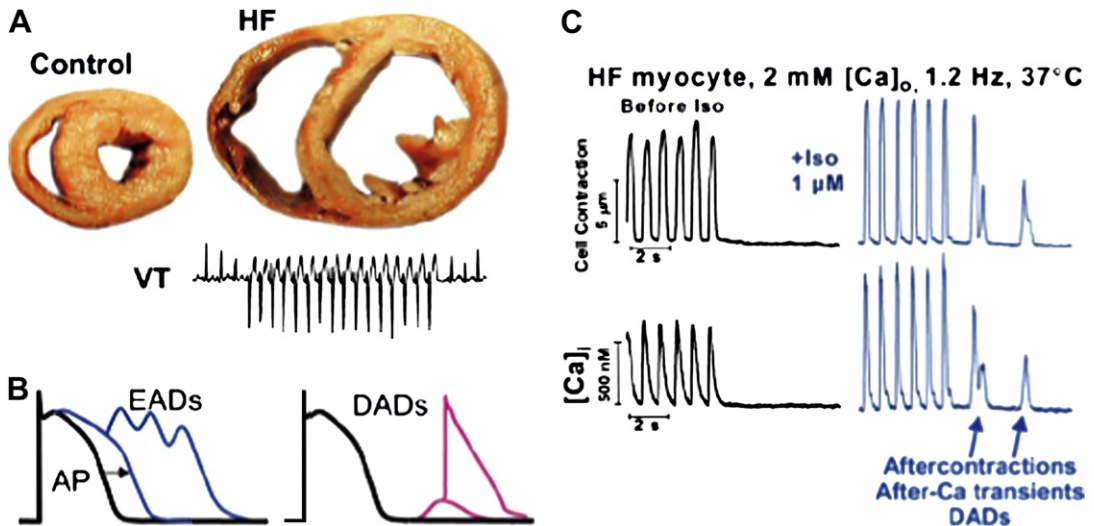 A
HF
Control
VT
B
EADs
AP
DADs
C
HF myocyte, 2 mM [Ca]o, 1.2 Hz, 37°C
Before Iso
+Iso
1 µM
Cell Contraction
5 µm
2 s
[Ca]i
500 nM
2 s
Aftercontractions
After-Ca transients
DADs